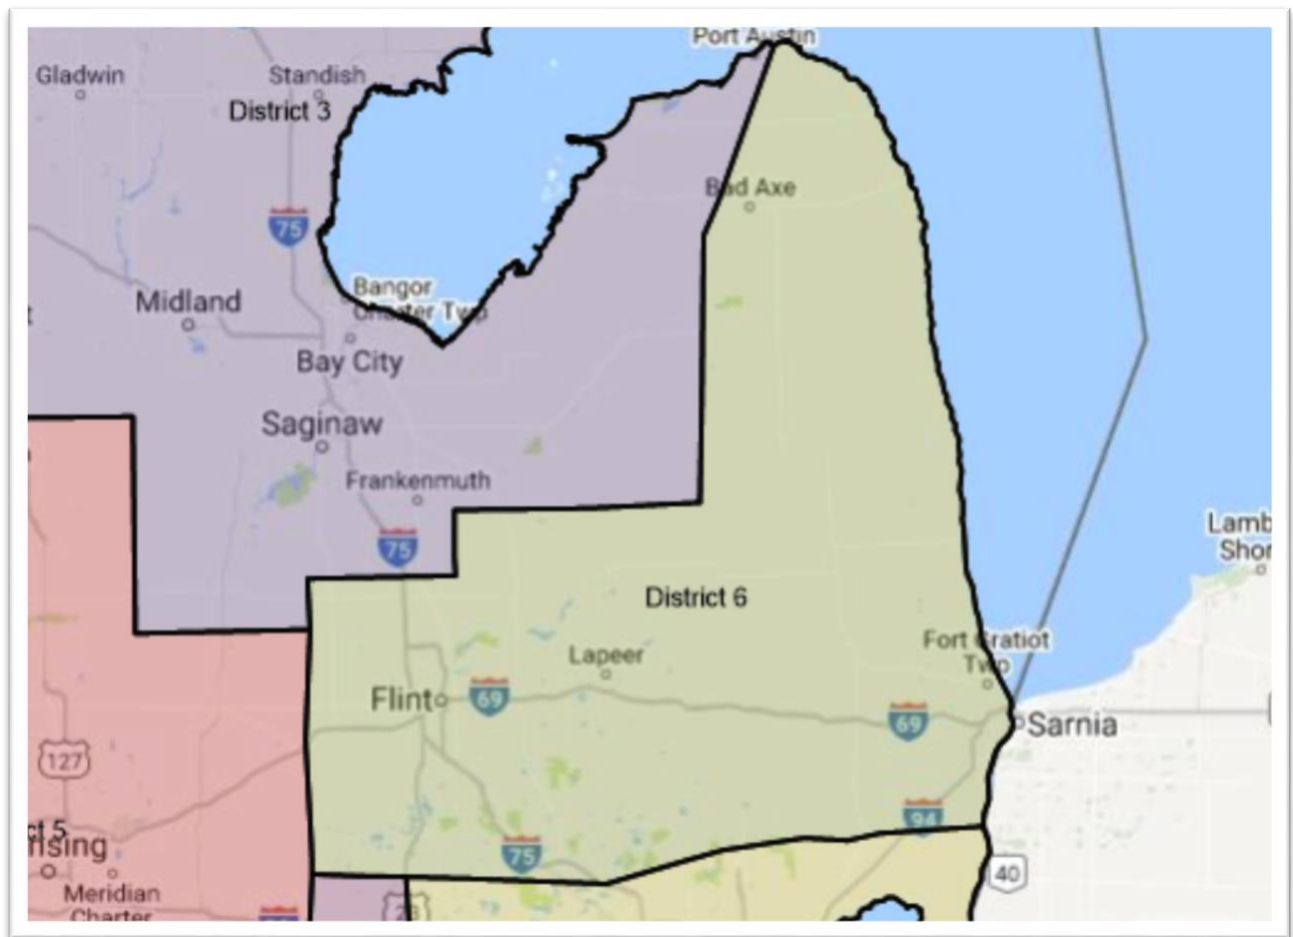 Port Austin
Gladwin
Standish
District 3
Bad Axe
75
Bangor
Charter Twp
Midland
Bay City
Saginaw
Frankenmuth
75
Lamb
Shor
District 6
Fort Gratiot
Twp
Lapeer
Flint
69
69
Sarnia
127
94
ct 5
nsing
75
40
Meridian
Charter